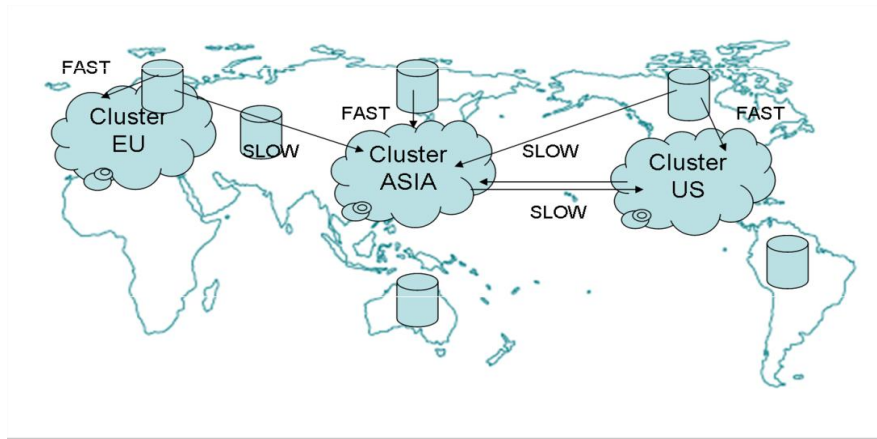 FAST
Cluster
EU
SLOW
FAST
Cluster
ASIA
SLOW
SLOW
FAST
Cluster
US